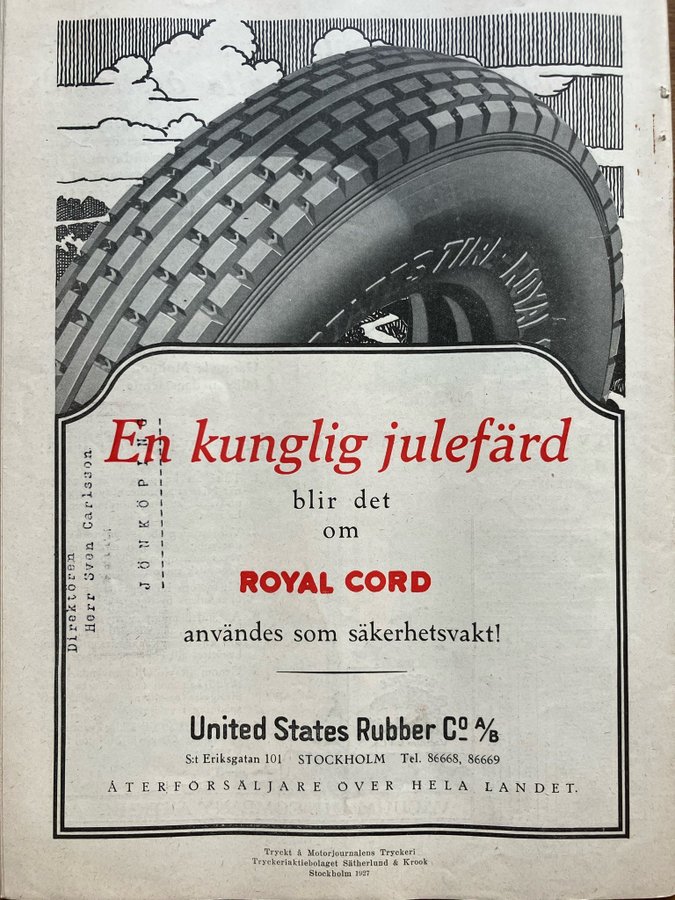 U.S. TIRE - ROYAL
En kunglig julefärd
blir det
om
ROYAL CORD
användes som säkerhetsvakt!
United States Rubber Cº A/B
S:t Eriksgatan 101 STOCKHOLM Tel. 86668, 86669
ÅTERFÖRSÄLJARE ÖVER HELA LANDET.
Direktören
Herr Sven Carlsson
JÖNKÖPING
Tryckt å Motorjournalens Tryckeri
Tryckeriaktiebolaget Sätherlund & Krook
Stockholm 1927